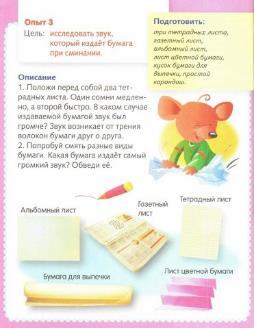 Опыт 3
Цель: исследовать звук,
который издаёт бумага
при сминании.
Подготовить:
три тетрадных листа,
газетный лист,
альбомный лист,
лист цветной бумаги,
кусок бумаги для
выпечки, простой
карандаш.
Описание
1. Положи перед собой два тет-
радных листа. Один сомни медлен-
но, а второй быстро. В каком случае
издаваемой бумагой звук был
громче? Звук возникает от трения
волокон бумаги друг о друга.
2. Попробуй смять разные виды
бумаги. Какая бумага издаёт самый
громкий звук? Обведи её.
Альбомный лист
Газетный
лист
Тетрадный лист
Бумага для выпечки
Лист цветной бумаги